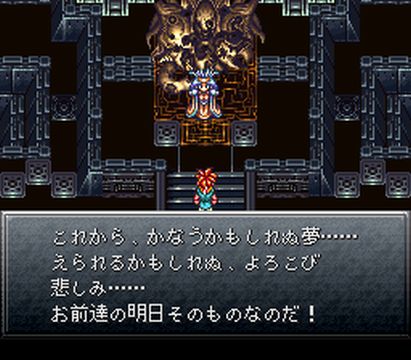 これから、かなうかもしれぬ夢……
えられるかもしれぬ、よろこび
悲しみ……
お前達の明日そのものなのだ！